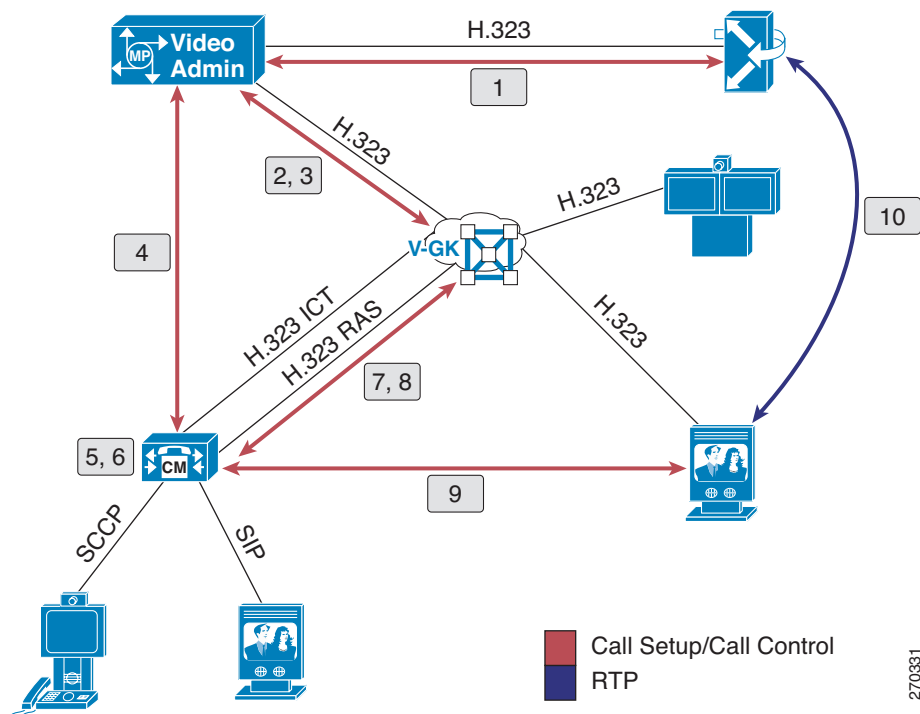 H.323
MP
Video
Admin
1
H.323
2, 3
H.323
10
4
V-GK
H.323 ICT
H.323 RAS
H.323
7, 8
5, 6
CM
9
SCCP
SIP
Call Setup/Call Control
RTP
270331